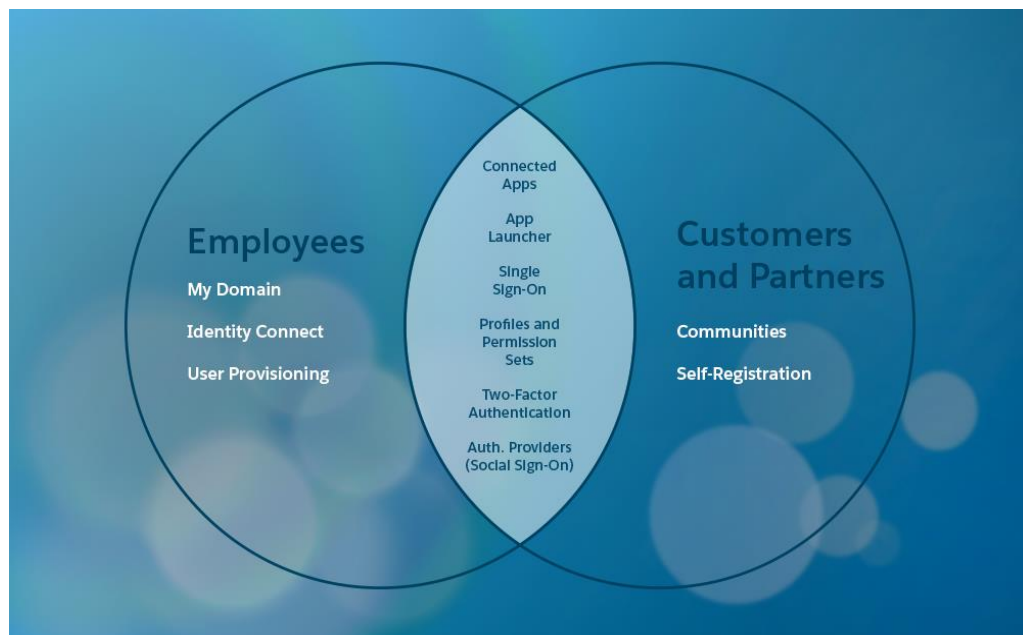 Employees
My Domain
Identity Connect
User Provisioning
Connected
Apps
App
Launcher
Single
Sign-On
Profiles and
Permission
Sets
Two-Factor
Authentication
Auth. Providers
(Social Sign-On)
Customers
and Partners
Communities
Self-Registration